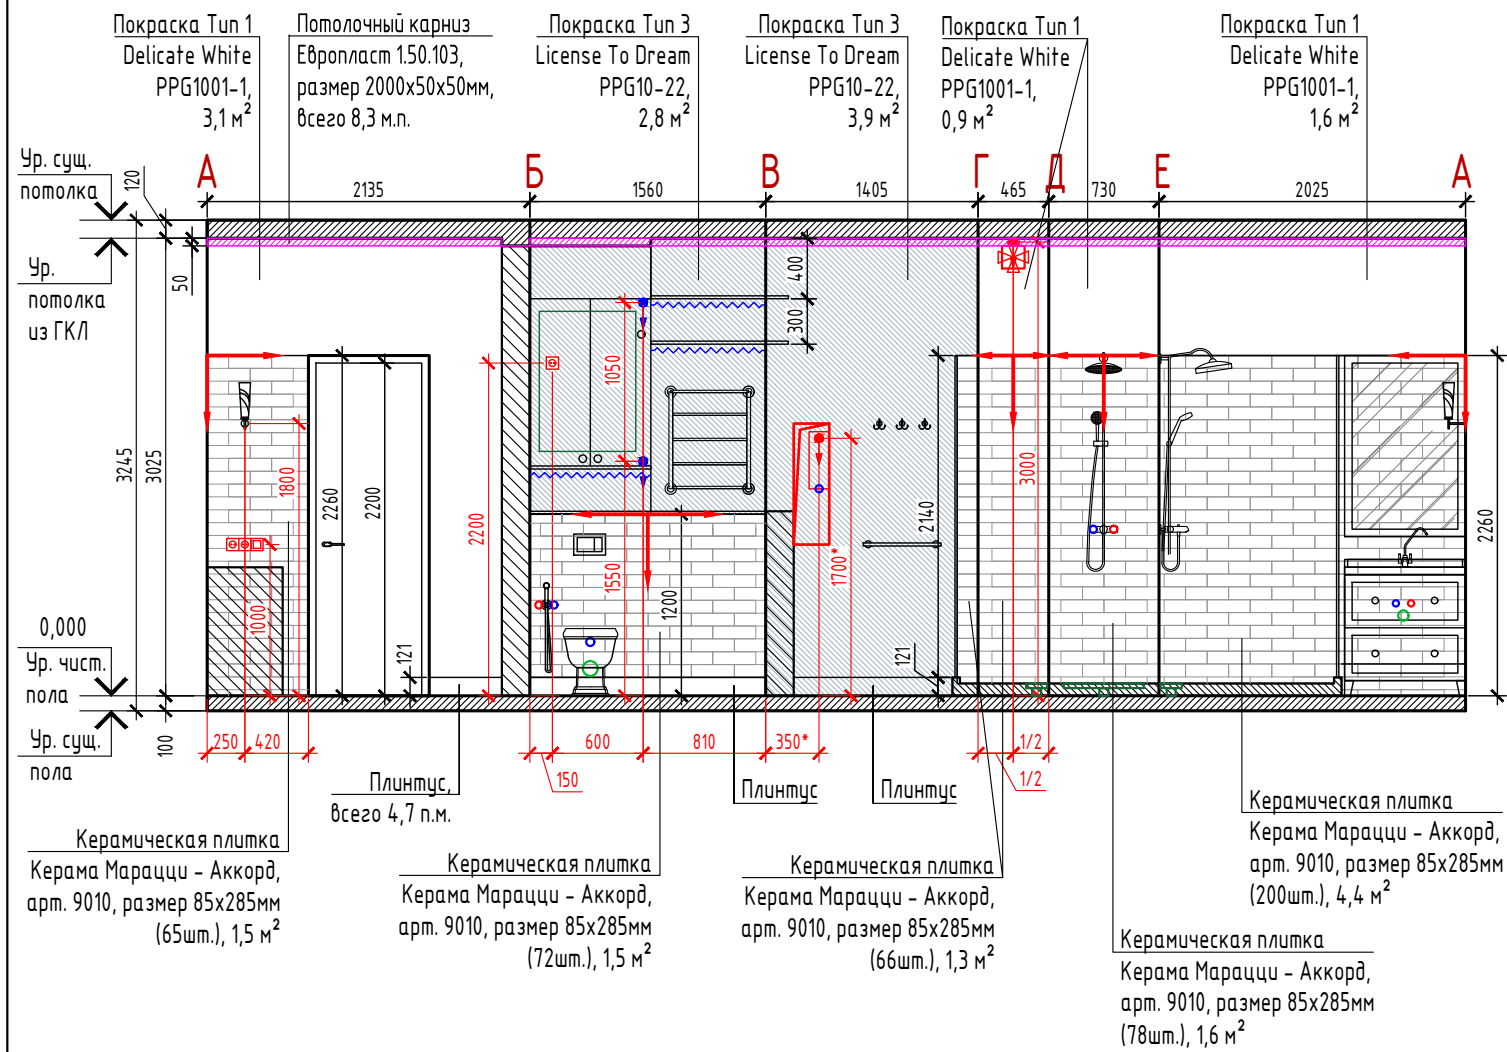 Покраска Тип 1
Delicate White
PPG1001-1,
3,1 м²
Потолочный карниз
Европласт 1.50.103,
размер 2000х50х50мм,
всего 8,3 м.п.
Покраска Тип 3
License To Dream
PPG10-22,
2,8 м²
Покраска Тип 3
License To Dream
PPG10-22,
3,9 м²
Покраска Тип 1
Delicate White
PPG1001-1,
0,9 м²
Покраска Тип 1
Delicate White
PPG1001-1,
1,6 м²
Ур. сущ.
потолка
120
А
2135
Б
1560
В
1405
Г
465
Д
730
Е
2025
А
Ур.
потолка
из ГКЛ
50
400
300
3245
3025
1800
2260
2200
1000
2200
1050
1550
1200
1700*
2140
3000
2260
121
121
0,000
Ур. чист.
пола
Ур. сущ.
пола
100
250
420
150
600
810
350*
1/2
1/2
Плинтус,
всего 4,7 п.м.
Плинтус
Плинтус
Керамическая плитка
Керама Марацци - Аккорд,
арт. 9010, размер 85х285мм
(65шт.), 1,5 м²
Керамическая плитка
Керама Марацци - Аккорд,
арт. 9010, размер 85х285мм
(72шт.), 1,5 м²
Керамическая плитка
Керама Марацци - Аккорд,
арт. 9010, размер 85х285мм
(66шт.), 1,3 м²
Керамическая плитка
Керама Марацци - Аккорд,
арт. 9010, размер 85х285мм
(200шт.), 4,4 м²
Керамическая плитка
Керама Марацци - Аккорд,
арт. 9010, размер 85х285мм
(78шт.), 1,6 м²